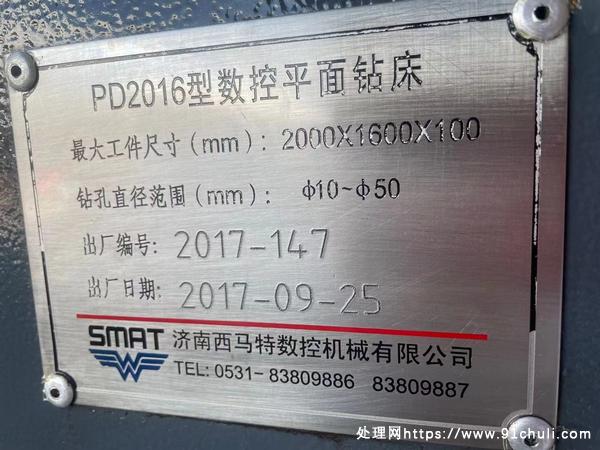 PD2016型数控平面钻床
最大工件尺寸(mm): 2000X1600X100
钻孔直径范围(mm): Φ10~Φ50
出厂编号: 2017-147
出厂日期: 2017-09-25
SMAT 济南西马特数控机械有限公司
TEL: 0531- 83809886 83809887
处理网https://www.91chuli.com/